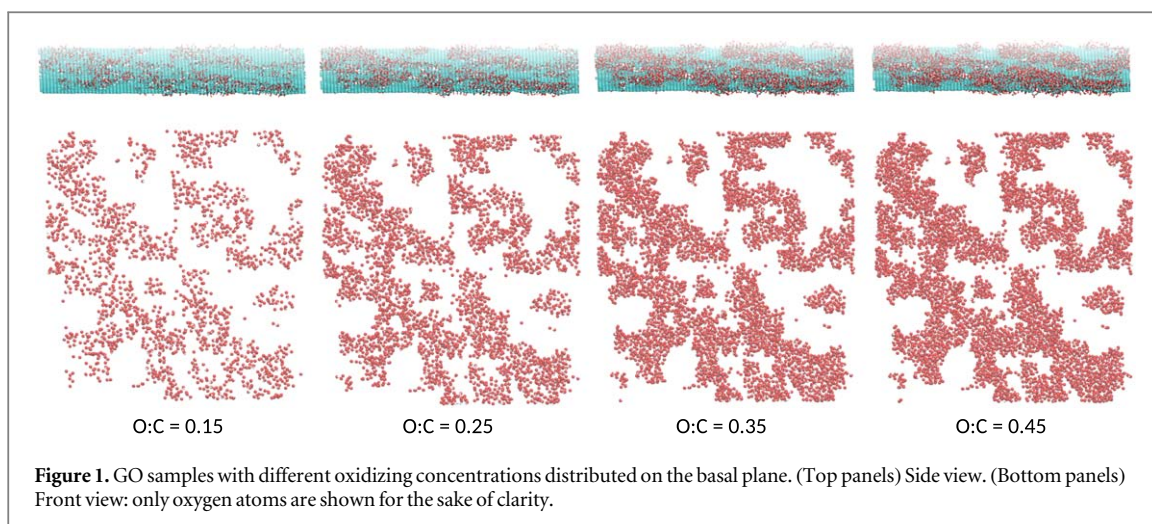 O:C = 0.15
O:C = 0.25
O:C = 0.35
O:C = 0.45
Figure 1. GO samples with different oxidizing concentrations distributed on the basal plane. (Top panels) Side view. (Bottom panels)
Front view: only oxygen atoms are shown for the sake of clarity.